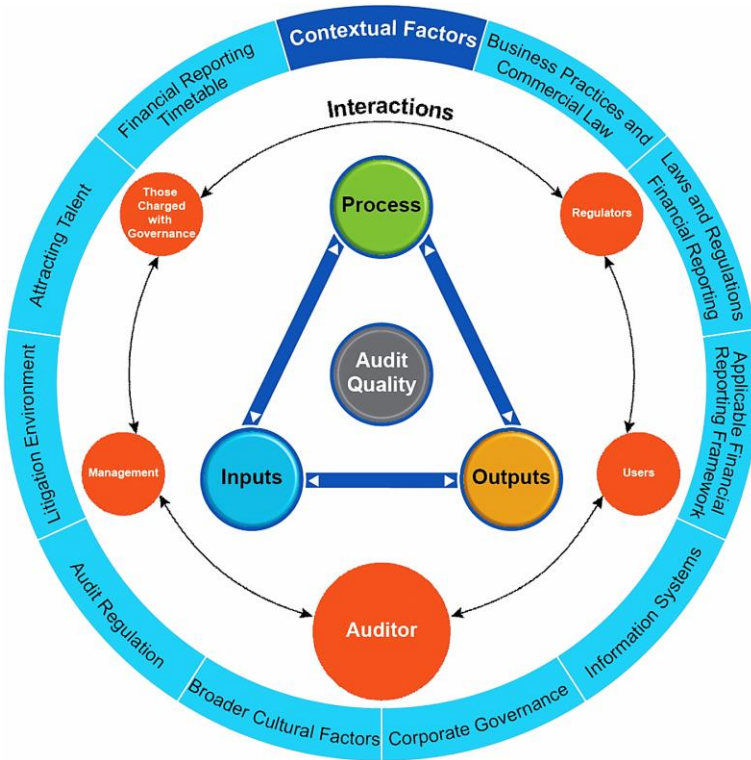 Contextual Factors
Business Practices and
Commercial Law
Laws and Regulations
Financial Reporting
Applicable Financial
Reporting Framework
Information Systems
Corporate Governance
Broader Cultural Factors
Audit Regulation
Litigation Environment
Attracting Talent
Financial Reporting
Timetable
Interactions
Those
Charged
with
Governance
Process
Regulators
Audit
Quality
Management
Inputs
Outputs
Users
Auditor